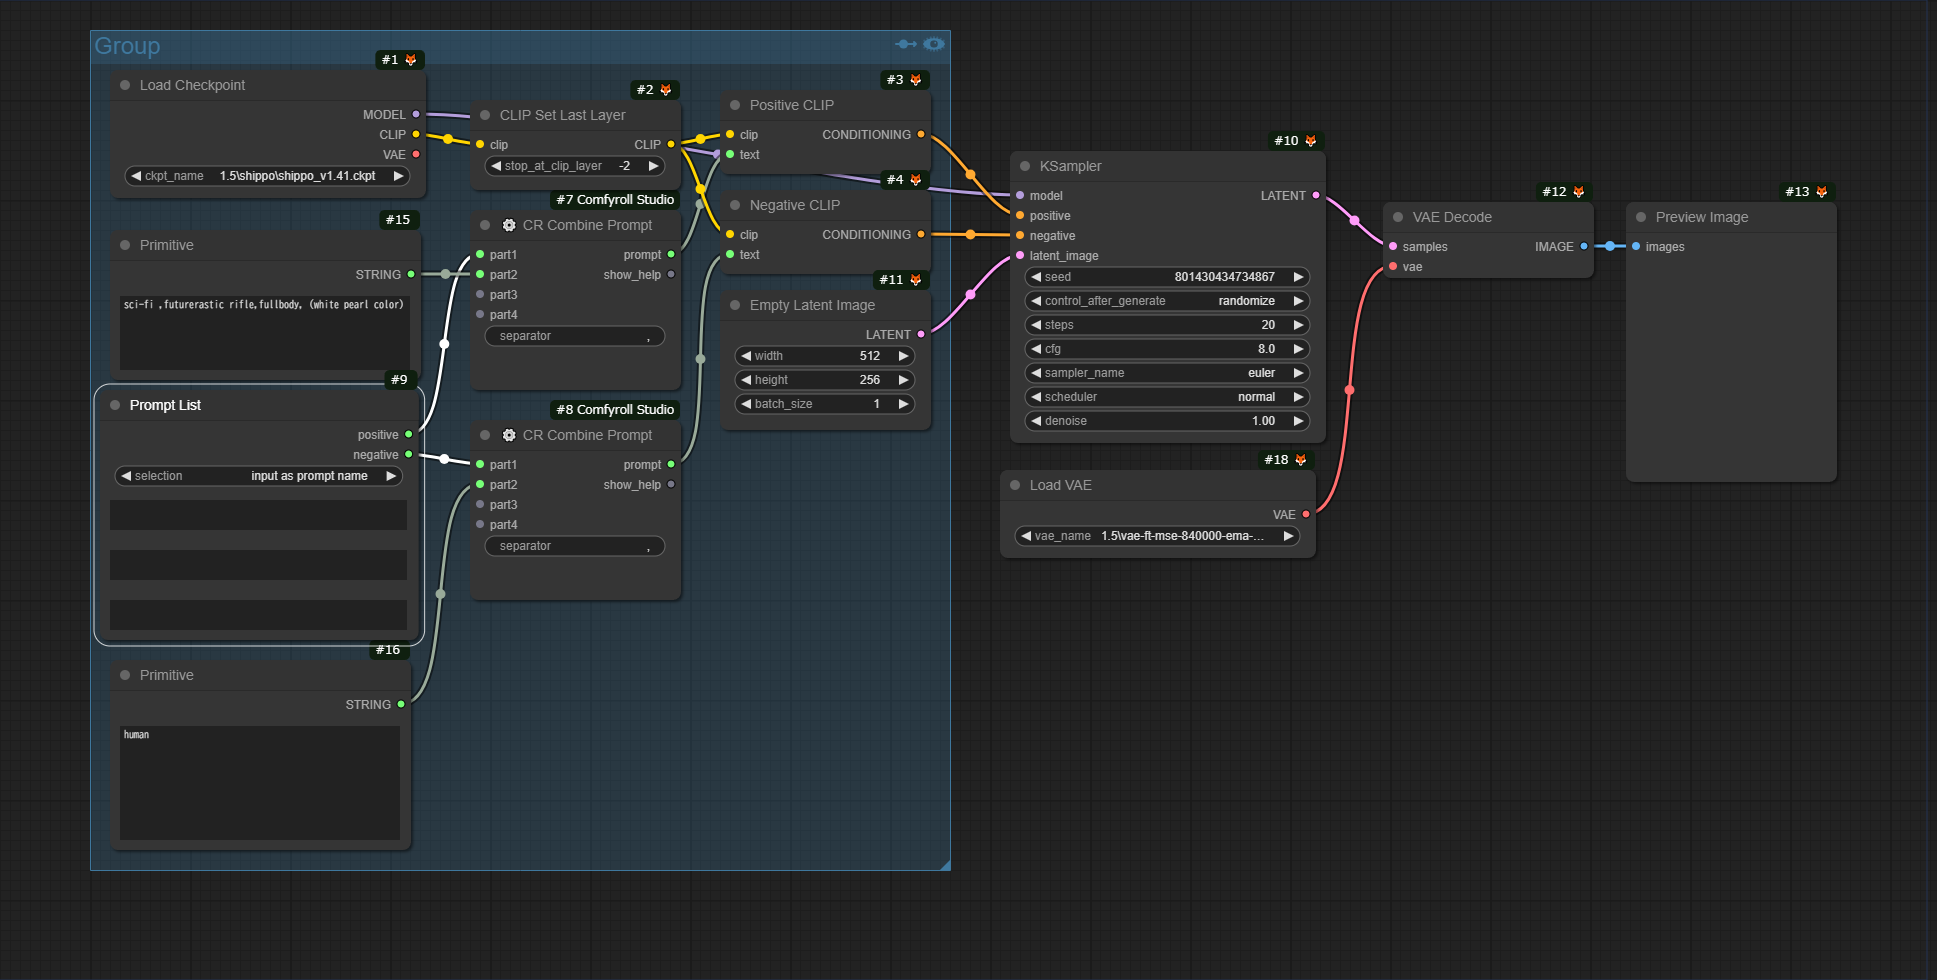 Group
#1
Load Checkpoint
MODEL
CLIP
VAE
ckpt_name 1.5\shippo\shippo_v1.41.ckpt
#15
Primitive
STRING
sci-fi ,futurerastic rifle,fullbody, (white pearl color)
#9
Prompt List
positive
negative
selection input as prompt name
#16
Primitive
STRING
human
#2
CLIP Set Last Layer
clip CLIP
stop_at_clip_layer -2
#7 Comfyroll Studio
CR Combine Prompt
part1 prompt
part2 show_help
part3
part4
separator ,
#8 Comfyroll Studio
CR Combine Prompt
part1 prompt
part2 show_help
part3
part4
separator ,
#3
Positive CLIP
clip CONDITIONING
text
#4
Negative CLIP
clip CONDITIONING
text
#11
Empty Latent Image
LATENT
width 512
height 256
batch_size 1
#10
KSampler
model LATENT
positive
negative
latent_image
seed 801430434734867
control_after_generate randomize
steps 20
cfg 8.0
sampler_name euler
scheduler normal
denoise 1.00
#18
Load VAE
VAE
vae_name 1.5\vae-ft-mse-840000-ema-...
#12
VAE Decode
samples IMAGE
vae
#13
Preview Image
images